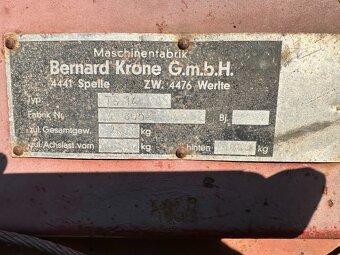 Maschinenfabrik
Bernard Krone G.m.b.H.
4441 Spelle ZW. 4476 Werlte
Typ
Fabrik Nr. Bj.
zul. Gesamtgew. kg
zul. Achslast vorn kg hinten kg